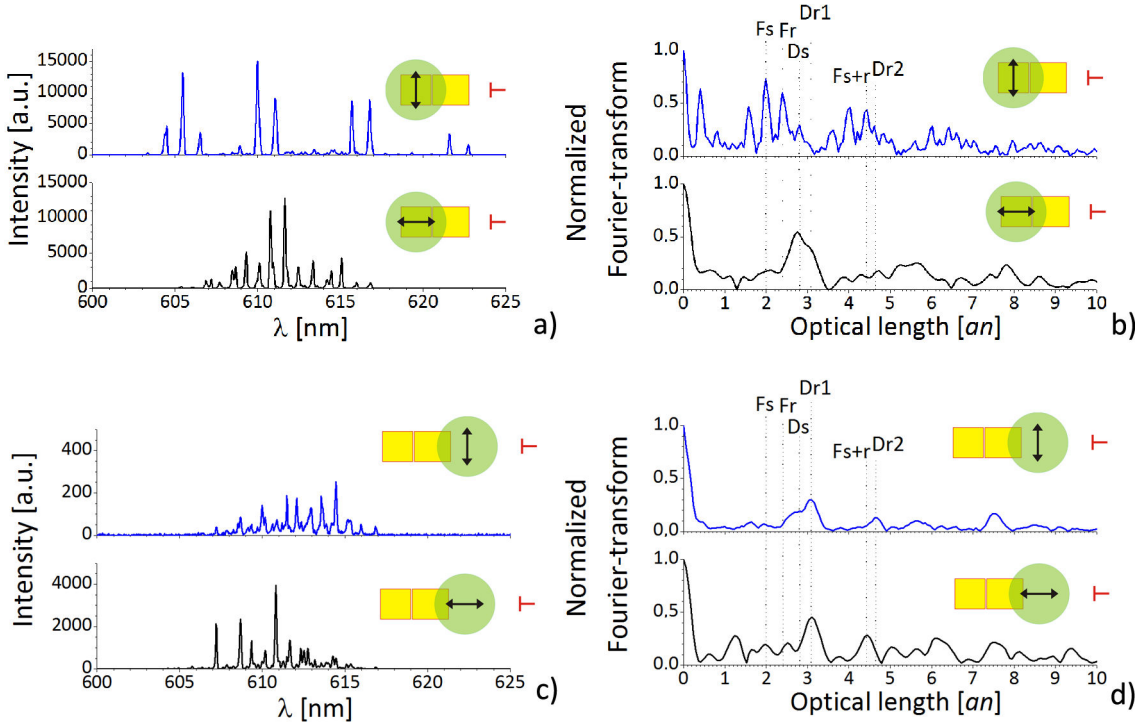 Intensity [a.u.]
15000
10000
5000
0
15000
10000
5000
0
600 605 610 615 620 625
λ [nm]
a)
Normalized
Fourier-transform
Dr1
Fs Fr
Ds
Fs+r Dr2
1.0
0.5
1.0
0.5
0.0
0 1 2 3 4 5 6 7 8 9 10
Optical length [an]
b)
Intensity [a.u.]
400
200
0
4000
2000
0
600 605 610 615 620 625
λ [nm]
c)
Normalized
Fourier-transform
Dr1
Fs Fr
Ds
Fs+r Dr2
1.0
0.5
0.0
1.0
0.5
0.0
0 1 2 3 4 5 6 7 8 9 10
Optical length [an]
d)